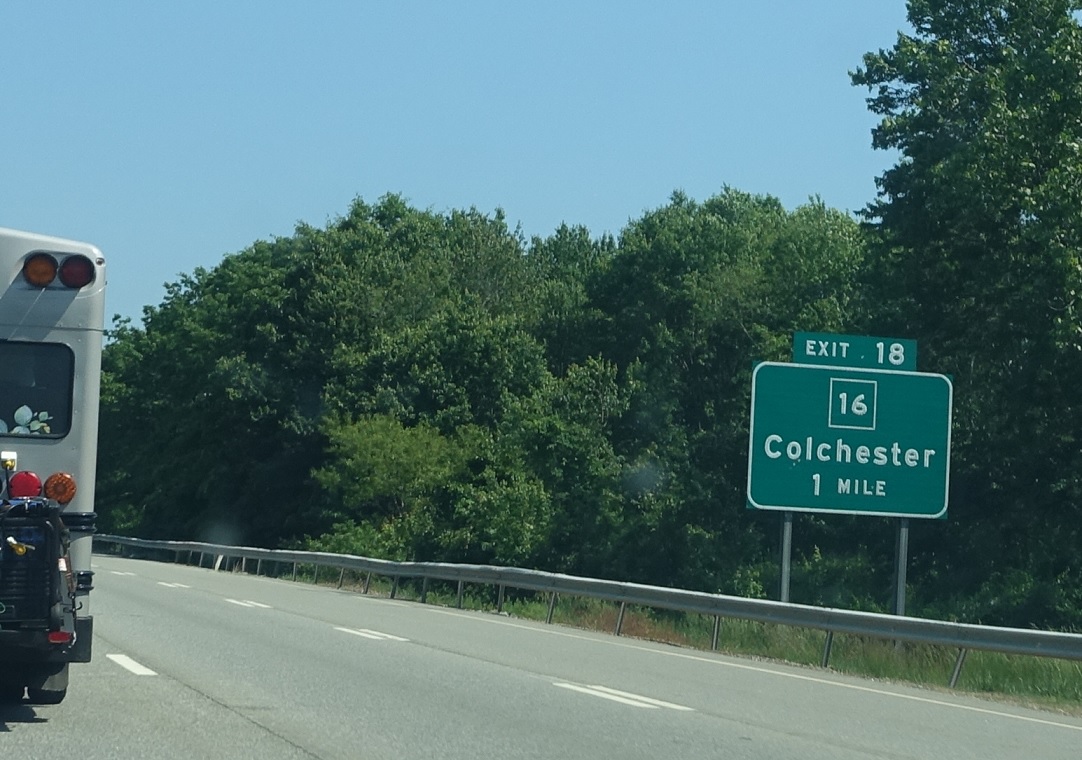 EXIT 18
16
Colchester
1 MILE